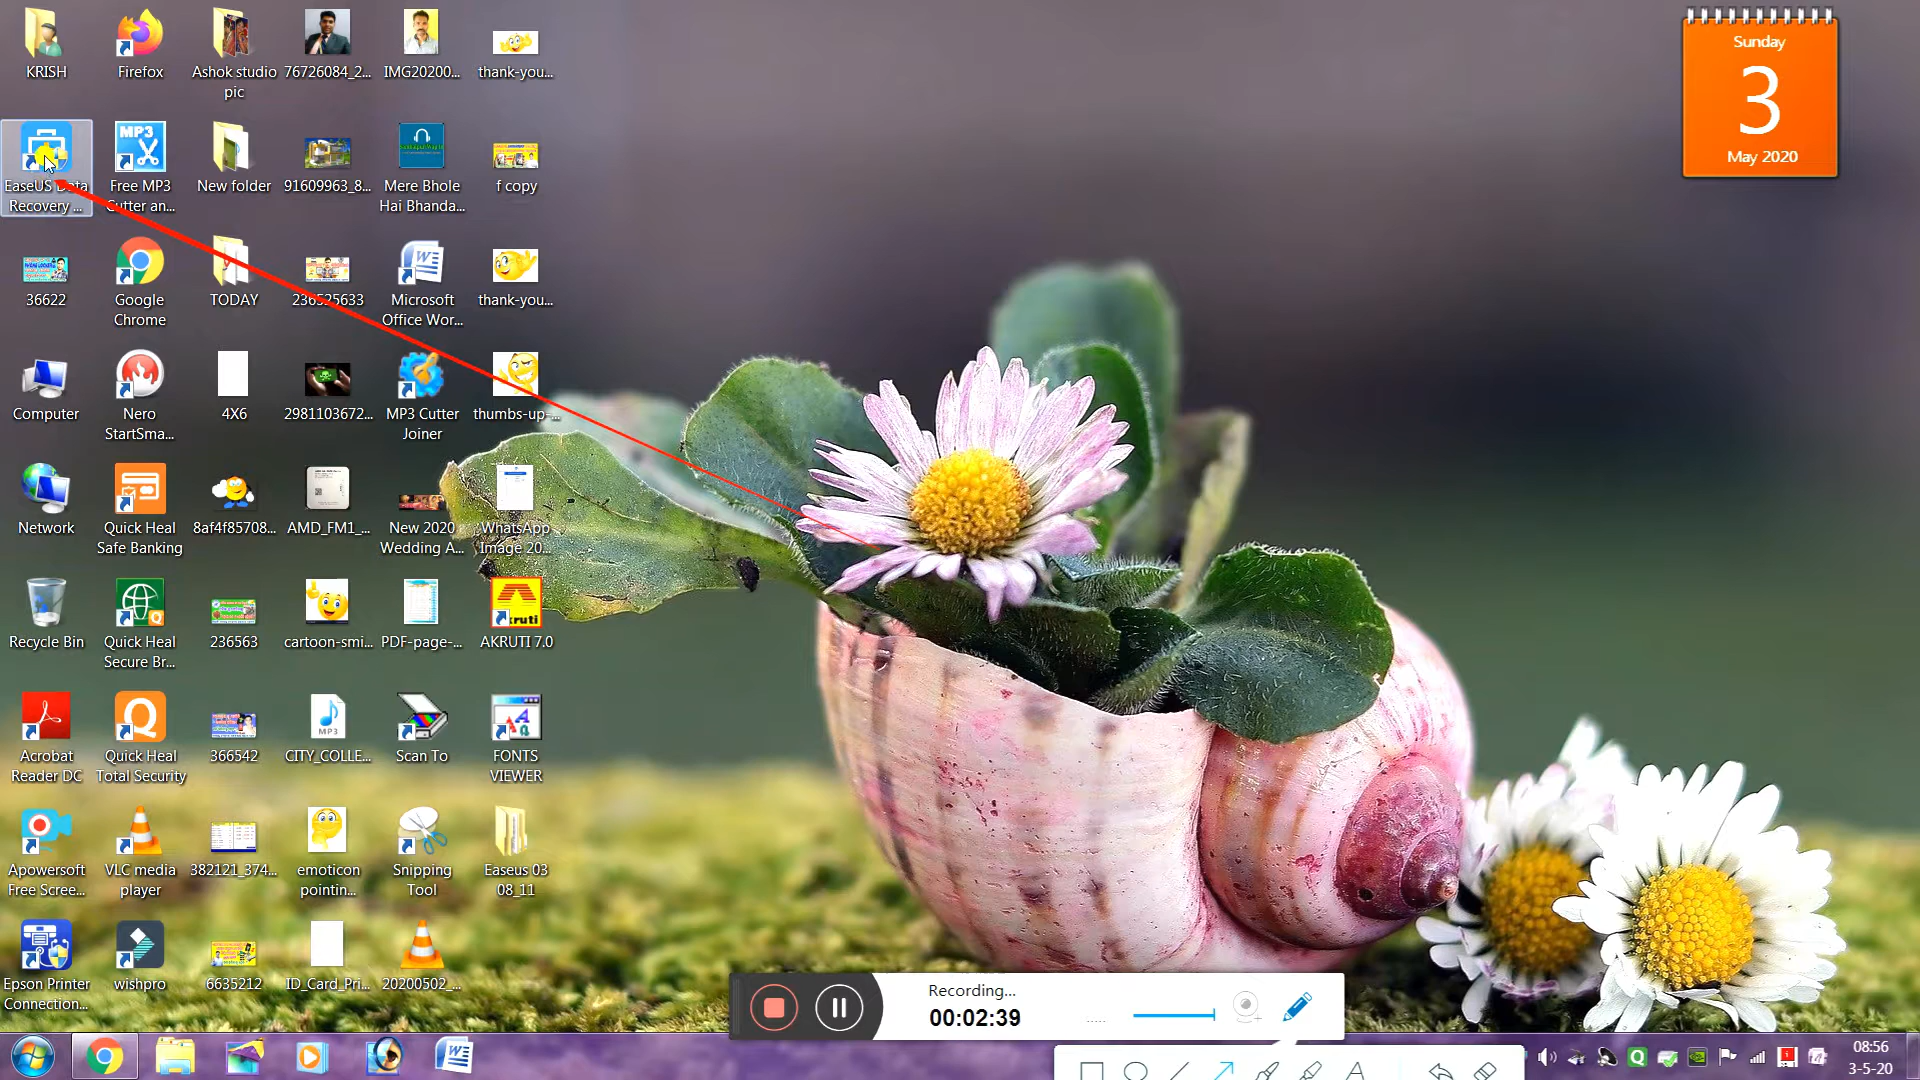 KRISH
Firefox
Ashok studio
pic
76726084_2...
IMG20200...
thank-you...
EaseUS Data
Recovery ...
MP3
Free MP3
Cutter an...
New folder
91609963_8...
Mere Bhole
Hai Bhanda...
f copy
36622
Google
Chrome
TODAY
236525633
Microsoft
Office Wor...
thank-you...
Computer
Nero
StartSma...
4X6
2981103672...
MP3 Cutter
Joiner
thumbs-up-...
Network
Quick Heal
Safe Banking
8af4f85708...
AMD_FM1_...
New 2020
Wedding A...
WhatsApp
Image 20...
Recycle Bin
Quick Heal
Secure Br...
236563
cartoon-smi...
PDF-page-...
kruti
AKRUTI 7.0
Acrobat
Reader DC
Quick Heal
Total Security
366542
MP3
CITY_COLLE...
Scan To
FONTS
VIEWER
Apowersoft
Free Scree...
VLC media
player
382121_374...
emoticon
pointin...
Snipping
Tool
Easeus 03
08_11
Epson Printer
Connection...
wishpro
6635212
ID_Card_Pri...
20200502_...
Sunday
3
May 2020
Recording...
00:02:39
08:56
3-5-20